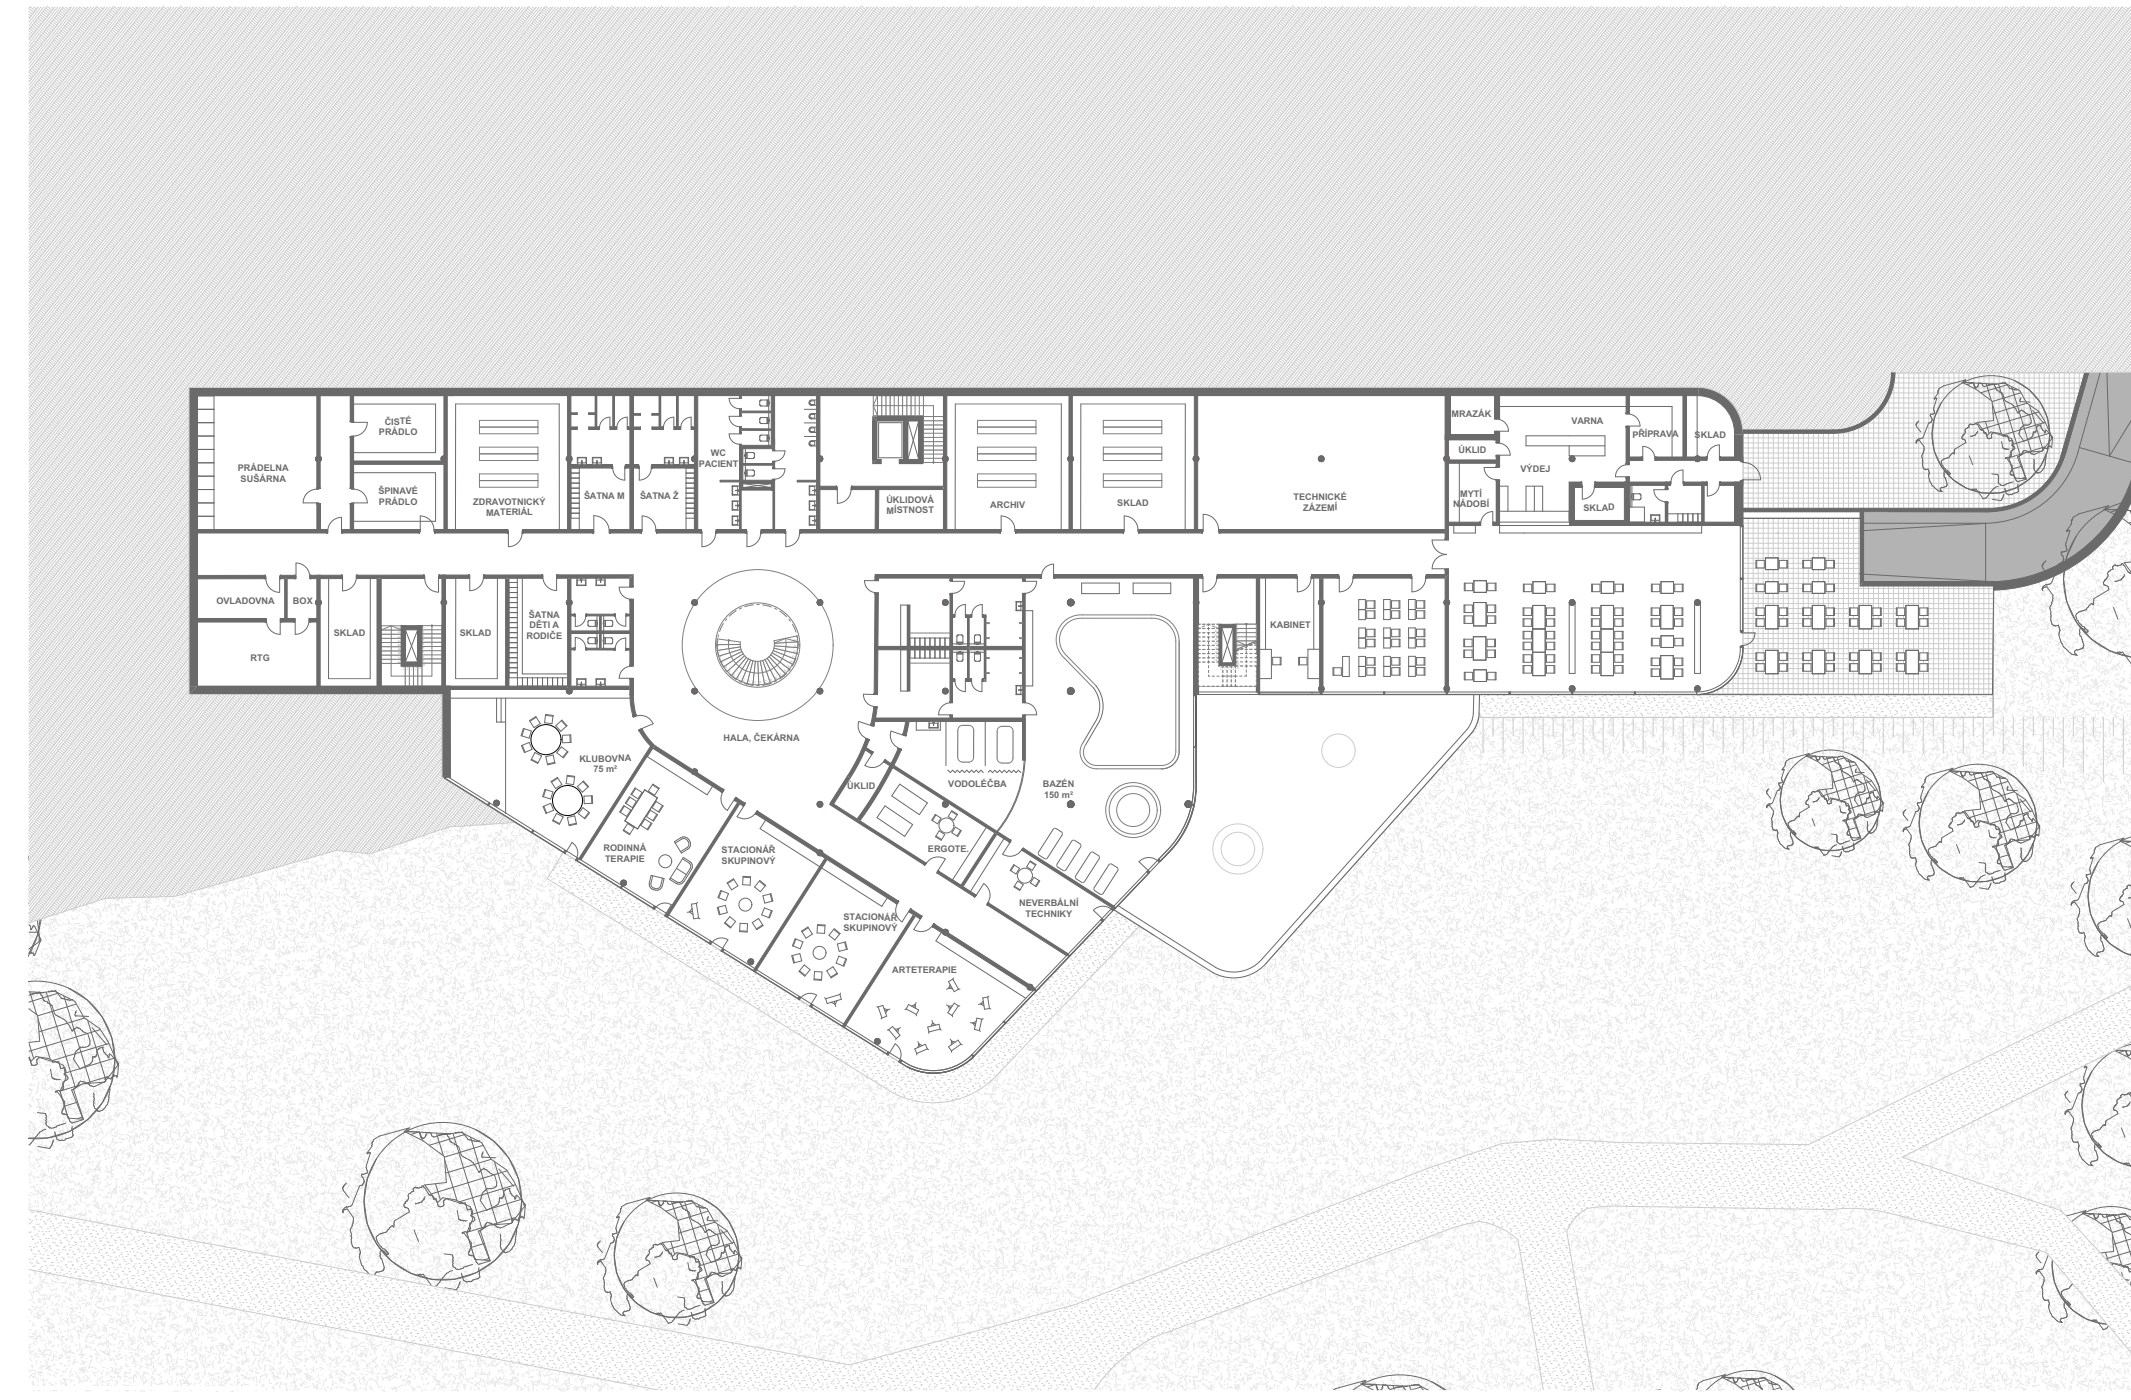 MRAZÁK
VARNA
ČISTÉ
PRÁDLO
PŘÍPRAVA
SKLAD
ÚKLID
WC
PACIENT
PRÁDELNA
SUŠÁRNA
VÝDEJ
ŠPINAVÉ
PRÁDLO
ZDRAVOTNICKÝ
MATERIÁL
ŠATNA M
ŠATNA Ž
ÚKLIDOVÁ
MÍSTNOST
ARCHIV
SKLAD
TECHNICKÉ
ZÁZEMÍ
MYTÍ
NÁDOBÍ
SKLAD
OVLADOVNA
BOX
SKLAD
SKLAD
ŠATNA
DĚTI A
RODIČE
KABINET
RTG
HALA, ČEKÁRNA
KLUBOVNA
75 m²
ÚKLID
VODOLÉČBA
BAZÉN
150 m²
RODINNÁ
TERAPIE
STACIONÁŘ
SKUPINOVÝ
ERGOTE.
STACIONÁŘ
SKUPINOVÝ
NEVERBÁLNÍ
TECHNIKY
ARTETERAPIE